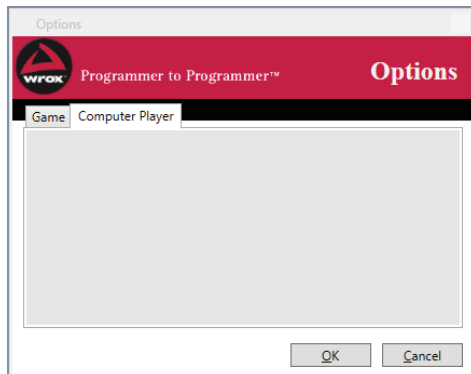 Options
wrox
Programmer to Programmer™
Options
Game
Computer Player
OK
Cancel